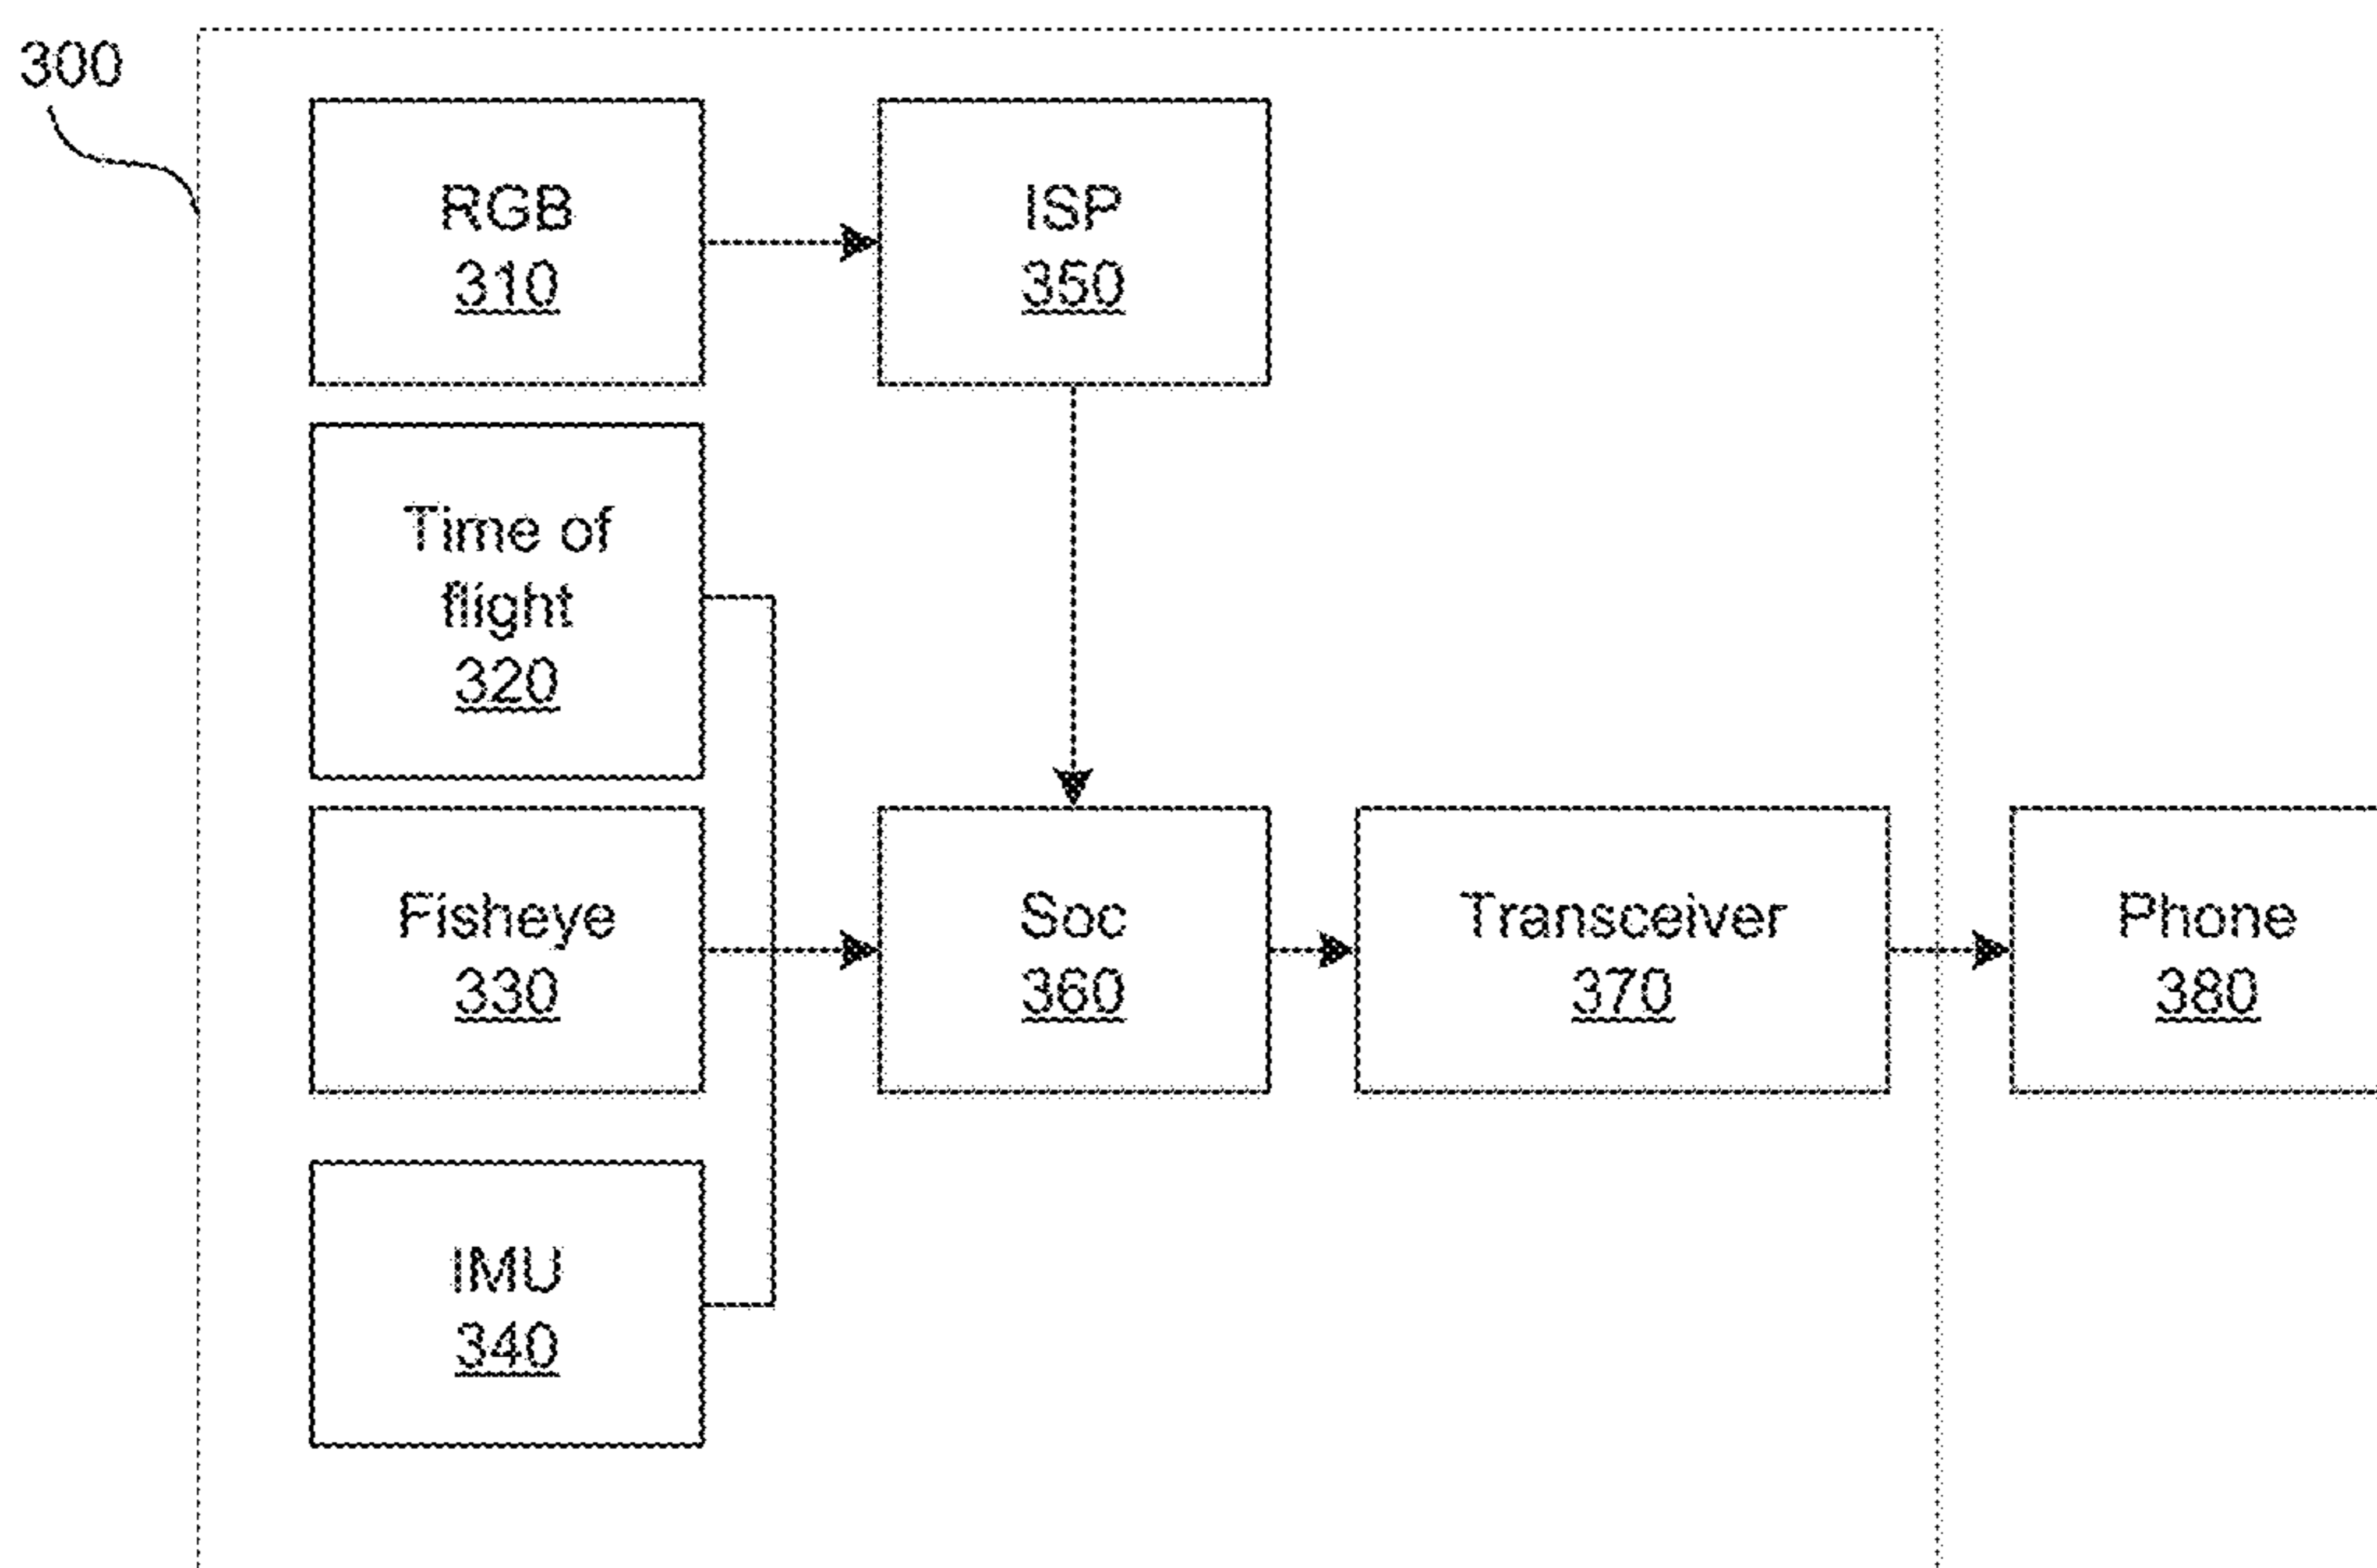 300
RGB
310
ISP
350
Time of
flight
320
Fisheye
330
Soc
360
Transceiver
370
Phone
380
IMU
340